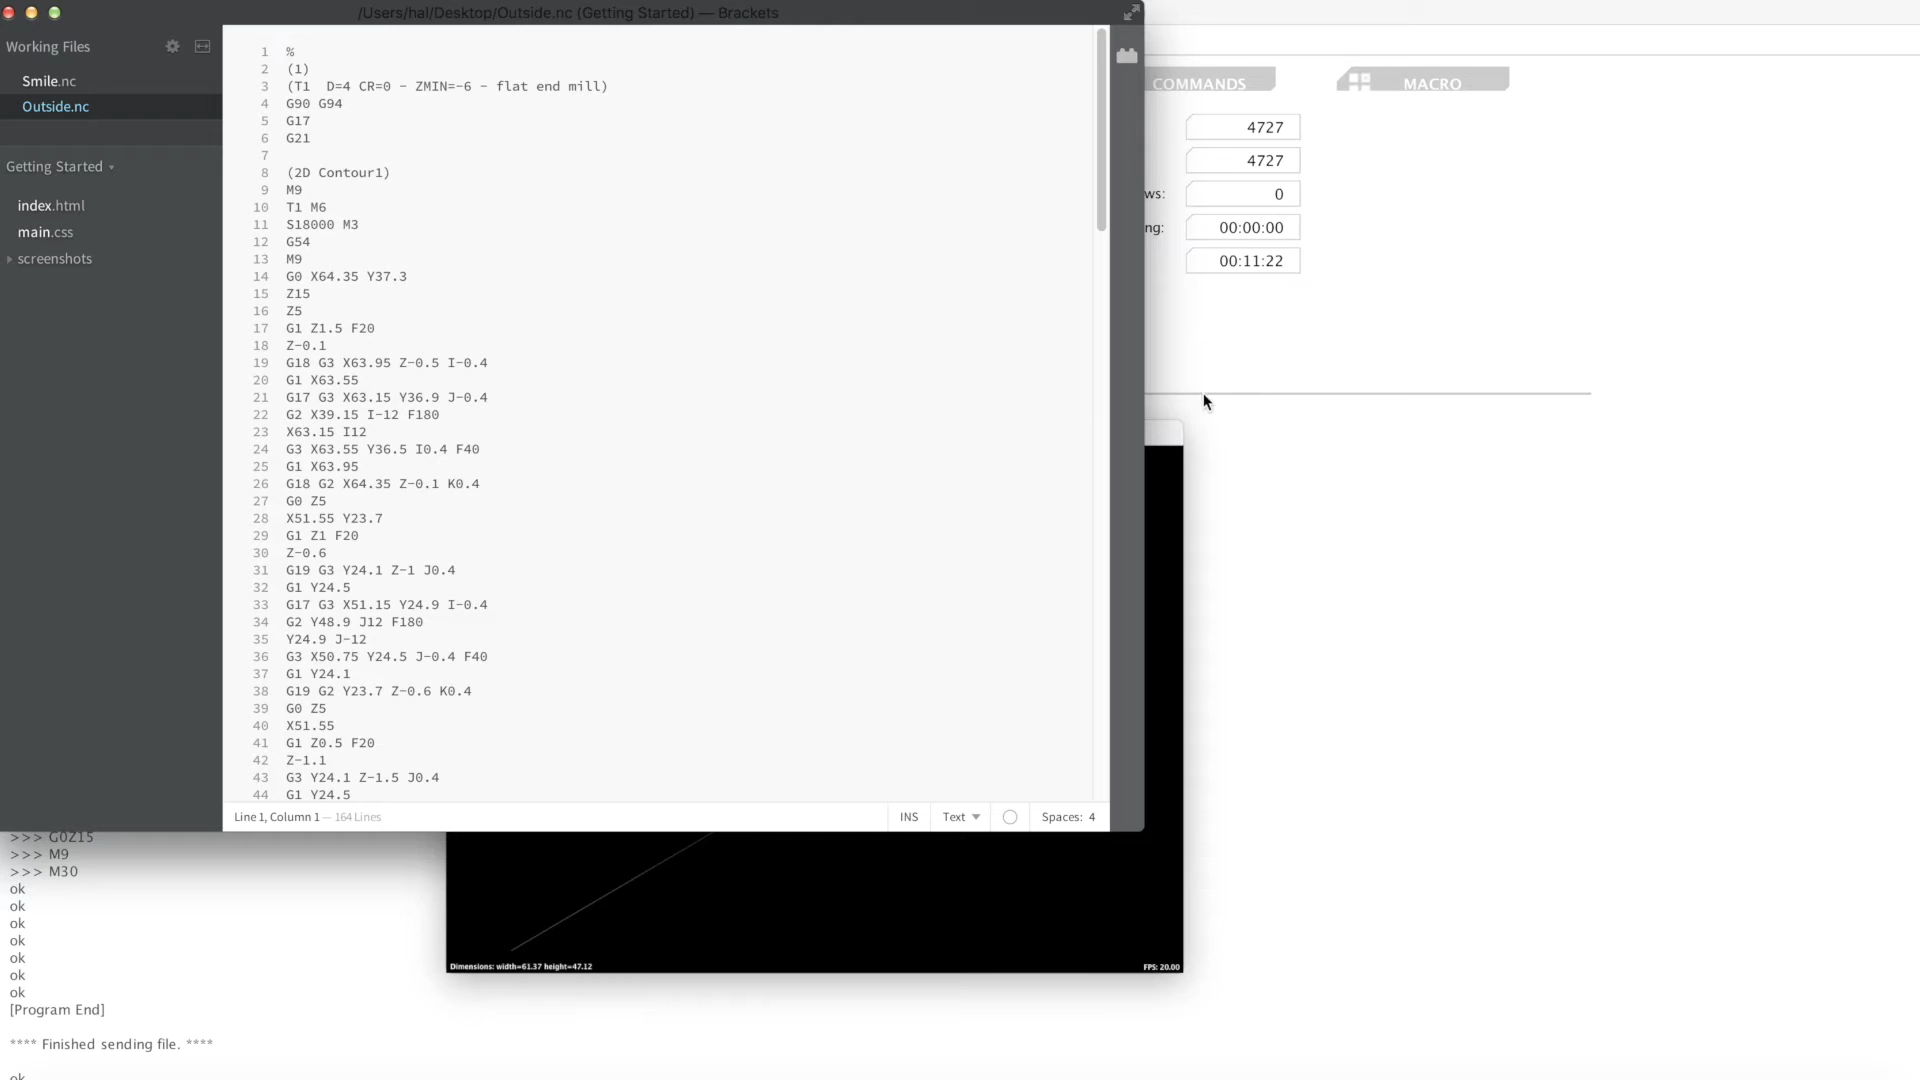 /Users/hal/Desktop/Outside.nc (Getting Started) — Brackets
Working Files
Smile.nc
Outside.nc
Getting Started
index.html
main.css
screenshots
1 %
2 (1)
3 (T1  D=4 CR=0 - ZMIN=-6 - flat end mill)
4 G90 G94
5 G17
6 G21
7
8 (2D Contour1)
9 M9
10 T1 M6
11 S18000 M3
12 G54
13 M9
14 G0 X64.35 Y37.3
15 Z15
16 Z5
17 G1 Z1.5 F20
18 Z-0.1
19 G18 G3 X63.95 Z-0.5 I-0.4
20 G1 X63.55
21 G17 G3 X63.15 Y36.9 J-0.4
22 G2 X39.15 I-12 F180
23 X63.15 I12
24 G3 X63.55 Y36.5 I0.4 F40
25 G1 X63.95
26 G18 G2 X64.35 Z-0.1 K0.4
27 G0 Z5
28 X51.55 Y23.7
29 G1 Z1 F20
30 Z-0.6
31 G19 G3 Y24.1 Z-1 J0.4
32 G1 Y24.5
33 G17 G3 X51.15 Y24.9 I-0.4
34 G2 Y48.9 J12 F180
35 Y24.9 J-12
36 G3 X50.75 Y24.5 J-0.4 F40
37 G1 Y24.1
38 G19 G2 Y23.7 Z-0.6 K0.4
39 G0 Z5
40 X51.55
41 G1 Z0.5 F20
42 Z-1.1
43 G3 Y24.1 Z-1.5 J0.4
44 G1 Y24.5
Line 1, Column 1 — 164 Lines
INS
Text
Spaces: 4
COMMANDS
MACRO
4727
4727
ws:
0
ng:
00:00:00
00:11:22
>>> G0Z15
>>> M9
>>> M30
ok
ok
ok
ok
ok
ok
ok
[Program End]
**** Finished sending file. ****
ok
Dimensions: width=61.37 height=47.12
FPS: 20.00